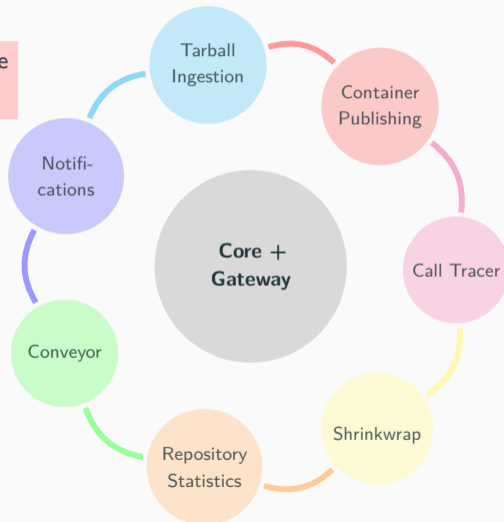 Tarball
Ingestion
e
Container
Publishing
Notifi-
cations
Core +
Gateway
Call Tracer
Conveyor
Shrinkwrap
Repository
Statistics